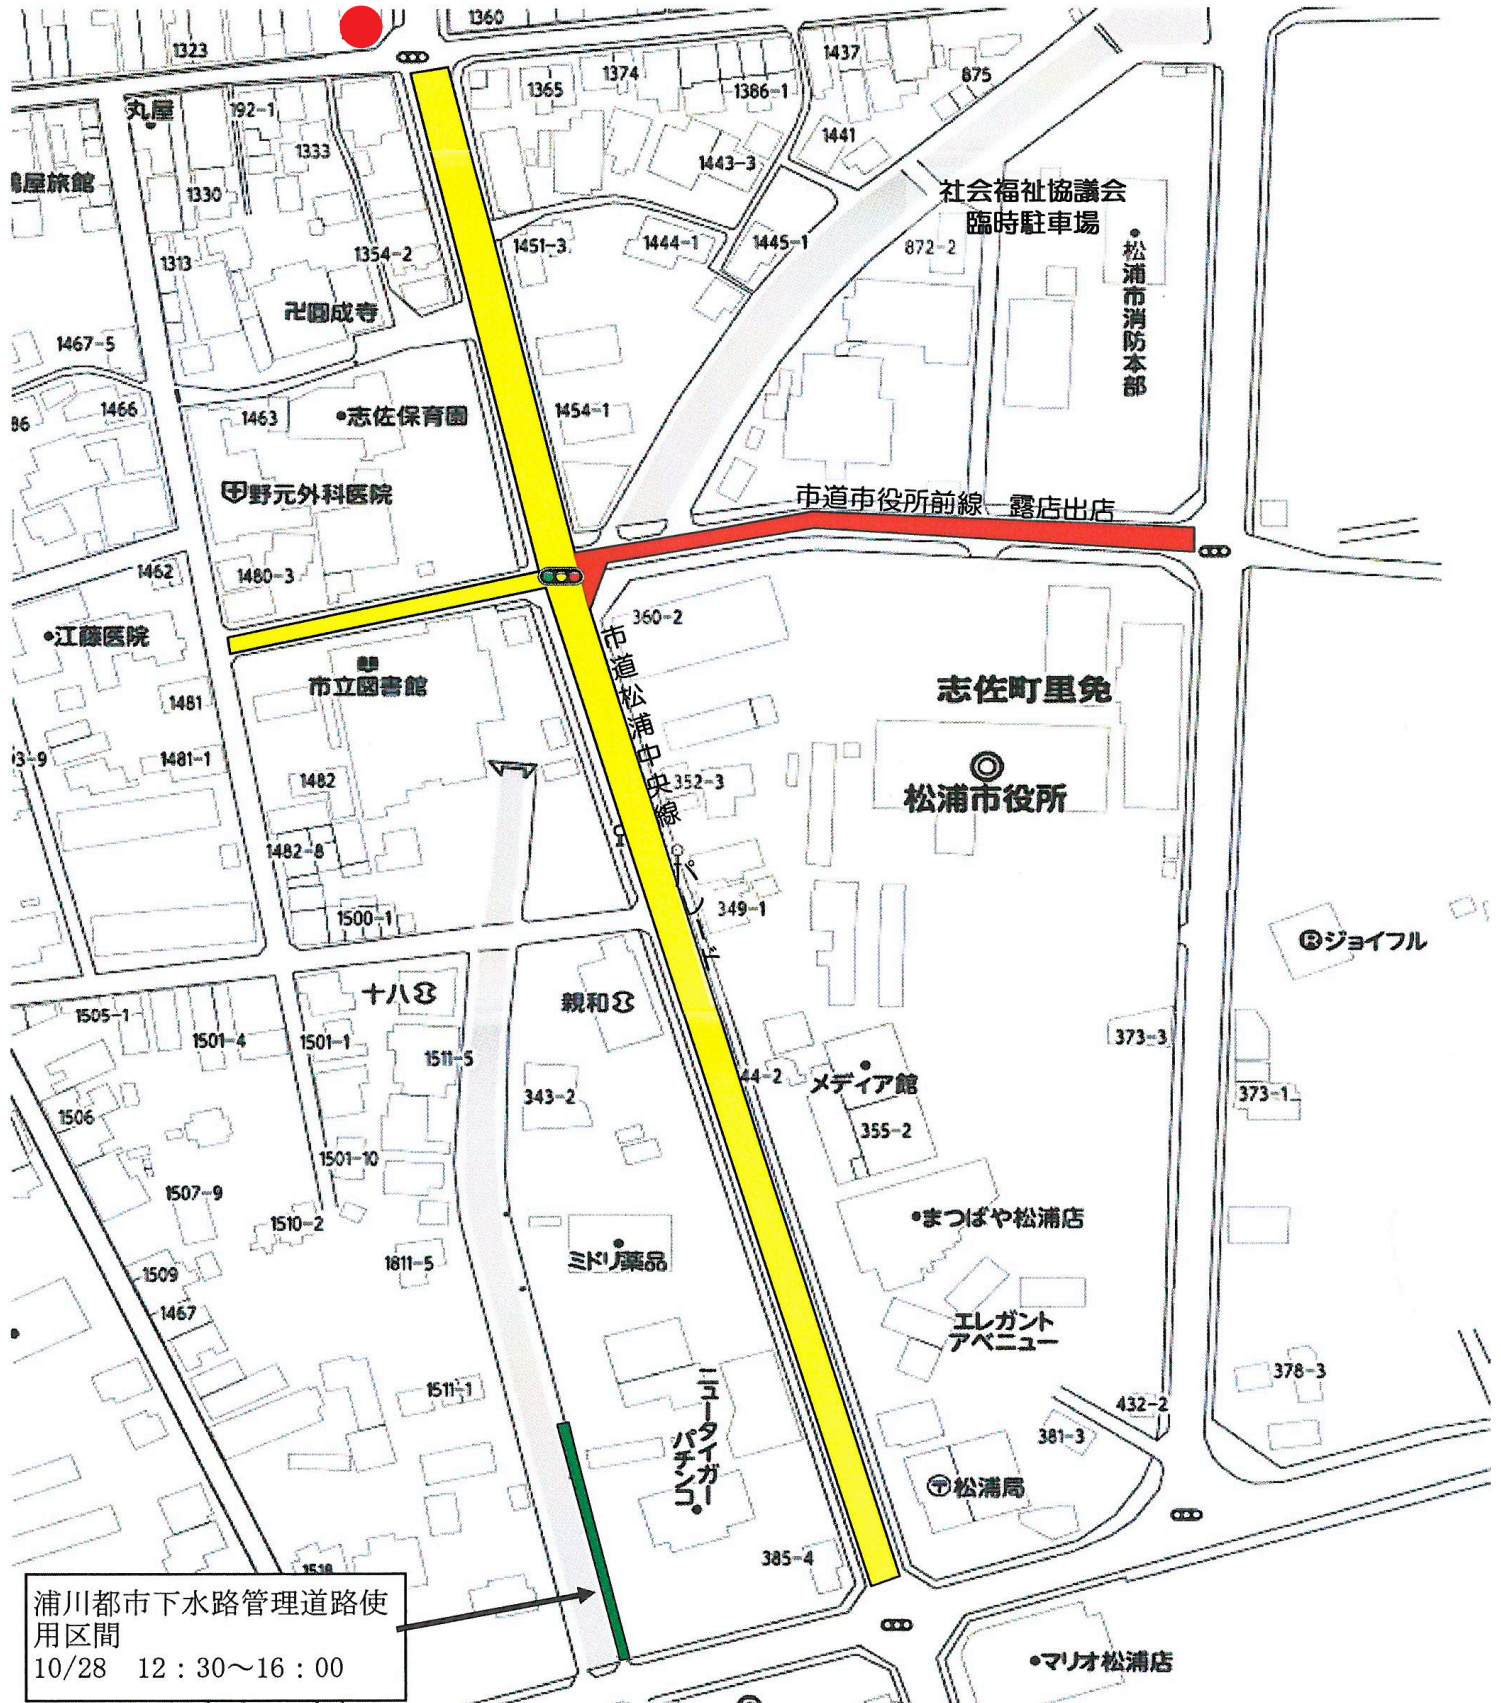 1360
1323
1437
875
1374
1365
1386-1
丸屋
192-1
1441
1333
1443-3
屋旅館
1330
社会福祉協議会
臨時駐車場
1451-3
1444-1
1445-1
872-2
1354-2
1313
松浦市消防本部
卍圓成寺
1467-5
1466
1463
志佐保育園
1454-1
86
野元外科医院
市道市役所前線　露店出店
1462
1480-3
江藤医院
360-2
市道松浦中央線　パレード
市立図書館
志佐町里免
1481
93-9
1481-1
1482
352-3
松浦市役所
1482-8
349-1
1500-1
ジョイフル
十八
親和
1505-1
1501-4
1501-1
1511-5
373-3
44-2
メディア館
343-2
373-1
1506
355-2
1501-10
1507-9
1510-2
まつばや松浦店
1811-5
ミドリ薬品
1509
1467
エレガント
アベニュー
378-3
1511-1
ニュータイガー
パチンコ
432-2
381-3
〒松浦局
385-4
1518
浦川都市下水路管理道路使
用区間
10/28　12：30～16：00
マリオ松浦店